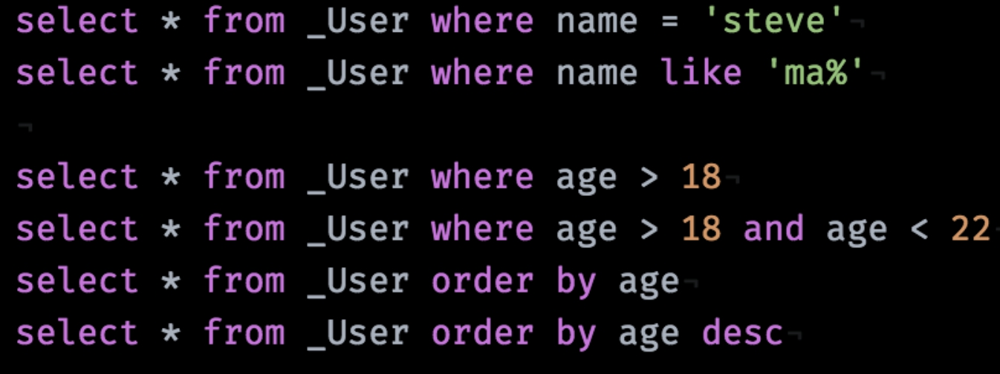 select * from _User where name = 'steve'
select * from _User where name like 'ma%'
select * from _User where age > 18
select * from _User where age > 18 and age < 22
select * from _User order by age
select * from _User order by age desc